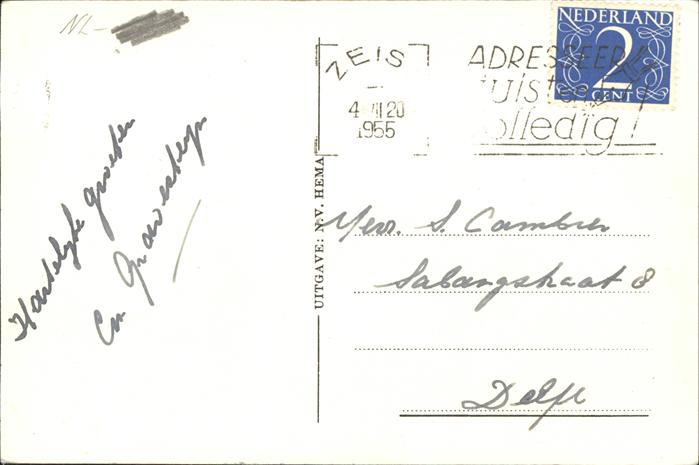 NL-
ZEIST
4 VII 20
1955
ADRESSEER
juist en
volledig!
NEDERLAND
2
CENT
Hartelijke groeten
UITGAVE: N.V. HEMA
Mevr. S. Cambier
Sabangstraat 8
Delft